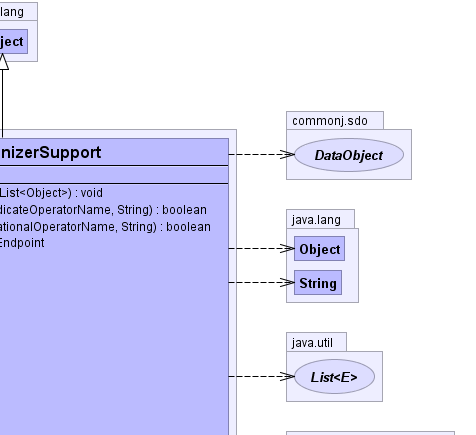 lang
ject
nizerSupport
List<Object>) : void
dicateOperatorName, String) : boolean
ationalOperatorName, String) : boolean
Endpoint
commonj.sdo
DataObject
java.lang
Object
String
java.util
List<E>